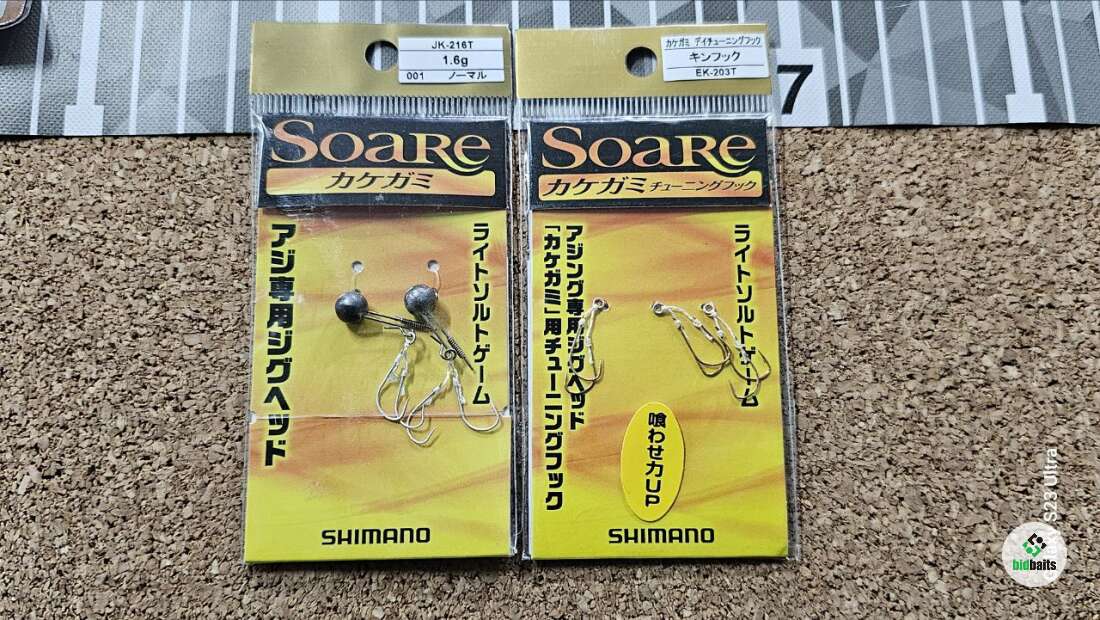 JK-216T
1.6g
001 ノーマル
SOARE
カケガミ
ライトソルトゲーム
アジ専用ジグヘッド
SHIMANO
カケガミ デイチューニングフック
キンフック
EK-203T
SOARE
カケガミ チューニングフック
ライトソルトゲーム
アジング専用ジグヘッド
「カケガミ」用チューニングフック
喰わせ力UP
SHIMANO
7
S23 Ultra
bidbaits